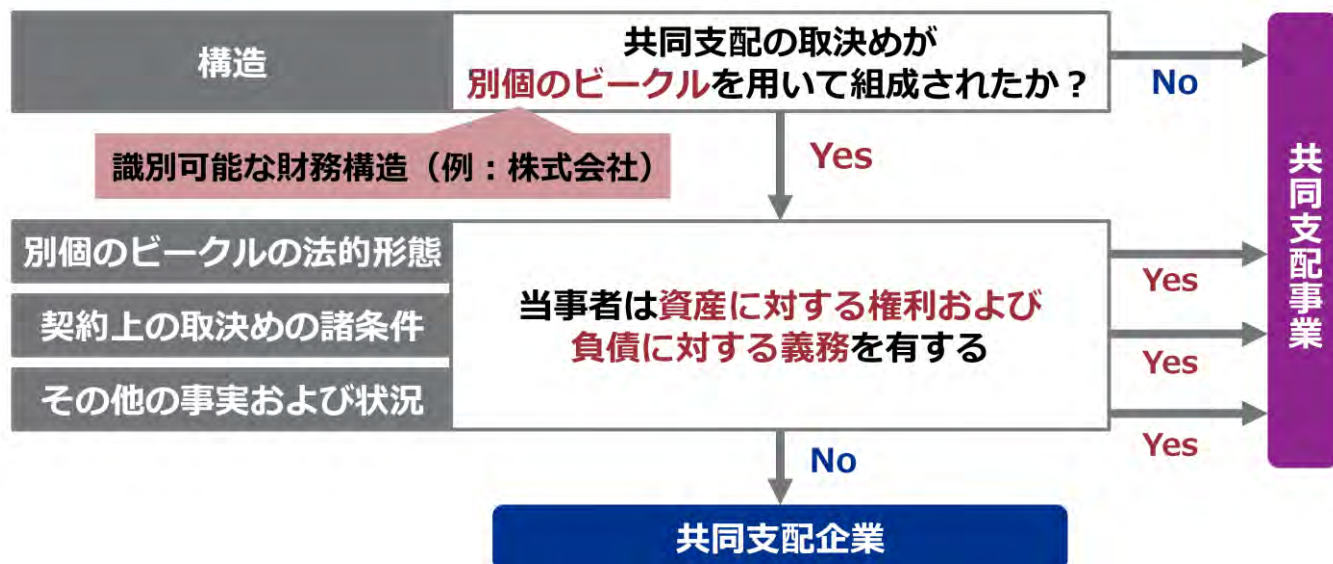 構造
共同支配の取決めが
別個のビークルを用いて組成されたか？
No
識別可能な財務構造（例：株式会社）
Yes
共同支配事業
別個のビークルの法的形態
契約上の取決めの諸条件
その他の事実および状況
当事者は資産に対する権利および
負債に対する義務を有する
Yes
Yes
Yes
No
共同支配企業